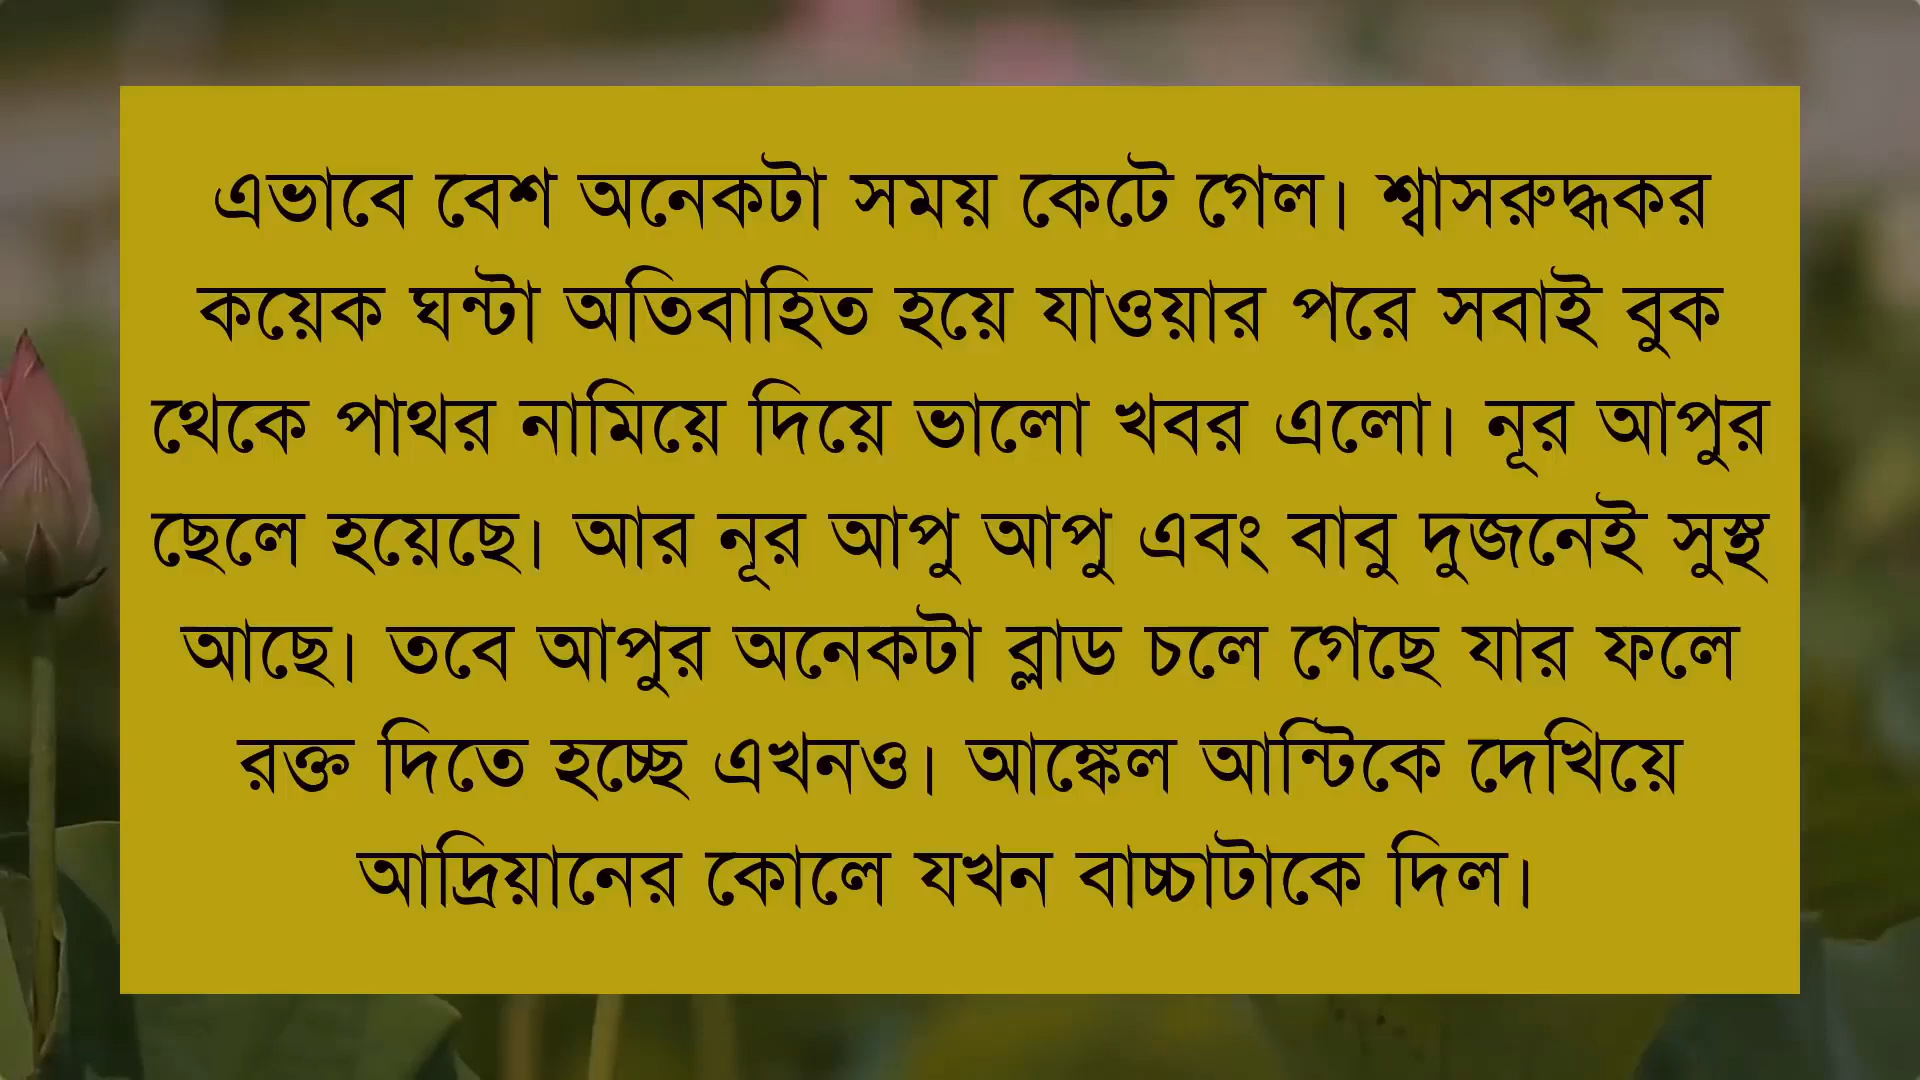 এভাবে বেশ অনেকটা সময় কেটে গেল। শ্বাসরুদ্ধকর
কয়েক ঘন্টা অতিবাহিত হয়ে যাওয়ার পরে সবাই বুক
থেকে পাথর নামিয়ে দিয়ে ভালো খবর এলো। নূর আপুর
ছেলে হয়েছে। আর নূর আপু আপু এবং বাবু দুজনেই সুস্থ
আছে। তবে আপুর অনেকটা ব্লাড চলে গেছে যার ফলে
রক্ত দিতে হচ্ছে এখনও। আঙ্কেল আন্টিকে দেখিয়ে
আদ্রিয়ানের কোলে যখন বাচ্চাটাকে দিল।